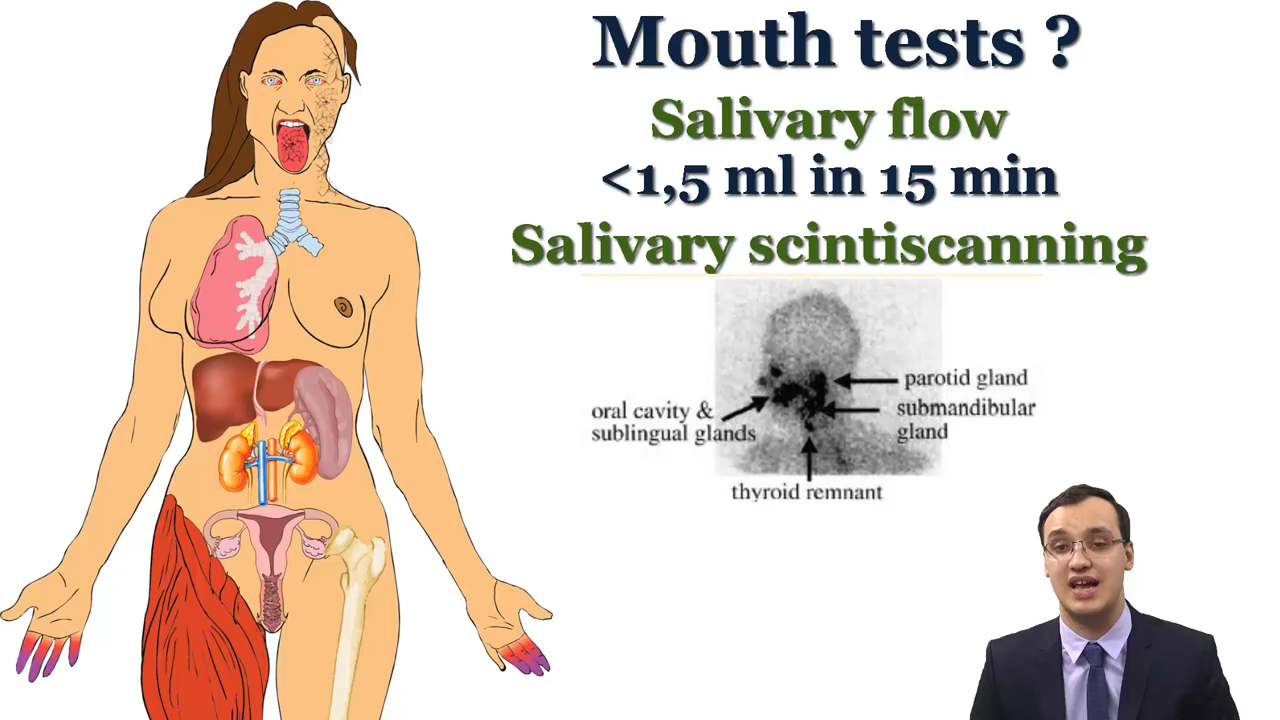 Mouth tests ?
Salivary flow
<1,5 ml in 15 min
Salivary scintiscanning
parotid gland
oral cavity &
sublingual glands
submandibular
gland
thyroid remnant